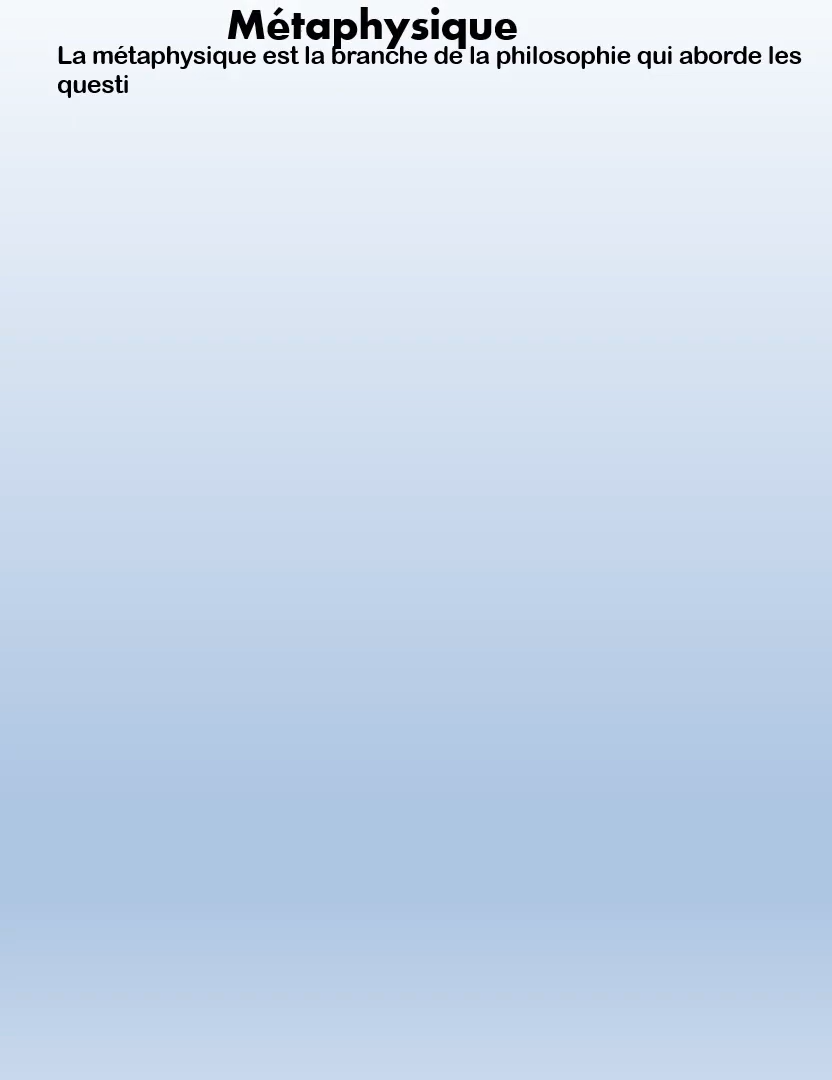 Métaphysique
La métaphysique est la branche de la philosophie qui aborde les
questi